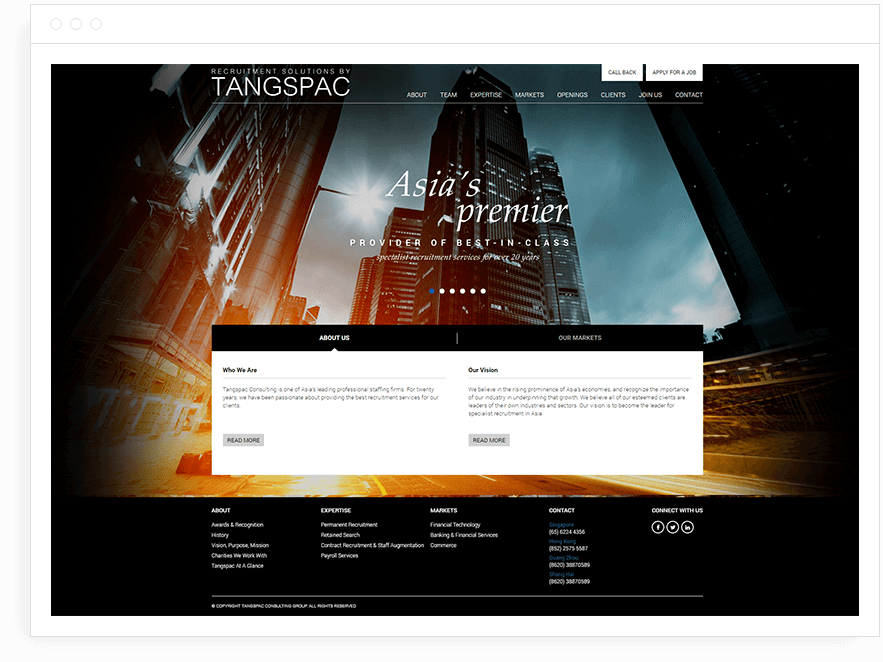 RECRUITMENT SOLUTIONS BY
TANGSPAC
CALL BACK
APPLY FOR A JOB
ABOUT TEAM EXPERTISE MARKETS OPENINGS CLIENTS JOIN US CONTACT
Asia's
premier
PROVIDER OF BEST-IN-CLASS
specialist recruitment services for over 20 years
ABOUT US
OUR MARKETS
Who We Are
Tangspac Consulting is one of Asia's leading professional staffing firms. For twenty
years, we have been passionate about providing the best recruitment services for our
clients.
READ MORE
Our Vision
We believe in the rising prominence of Asia's economies, and recognize the importance
of our industry in underpinning that growth. We believe all of our esteemed clients are
leaders of their own industries and sectors. Our vision is to become the leader for
specialist recruitment in Asia
READ MORE
ABOUT
Awards & Recognition
History
Vision, Purpose, Mission
Charities We Work With
Tangspac At A Glance
EXPERTISE
Permanent Recruitment
Retained Search
Contract Recruitment & Staff Augmentation
Payroll Services
MARKETS
Financial Technology
Banking & Financial Services
Commerce
CONTACT
Singapore
(65) 6224 4356
Hong Kong
(852) 2575 5587
Guang Zhou
(8620) 38870589
Shang Hai
(8620) 38870589
CONNECT WITH US
© COPYRIGHT TANGSPAC CONSULTING GROUP ALL RIGHTS RESERVED